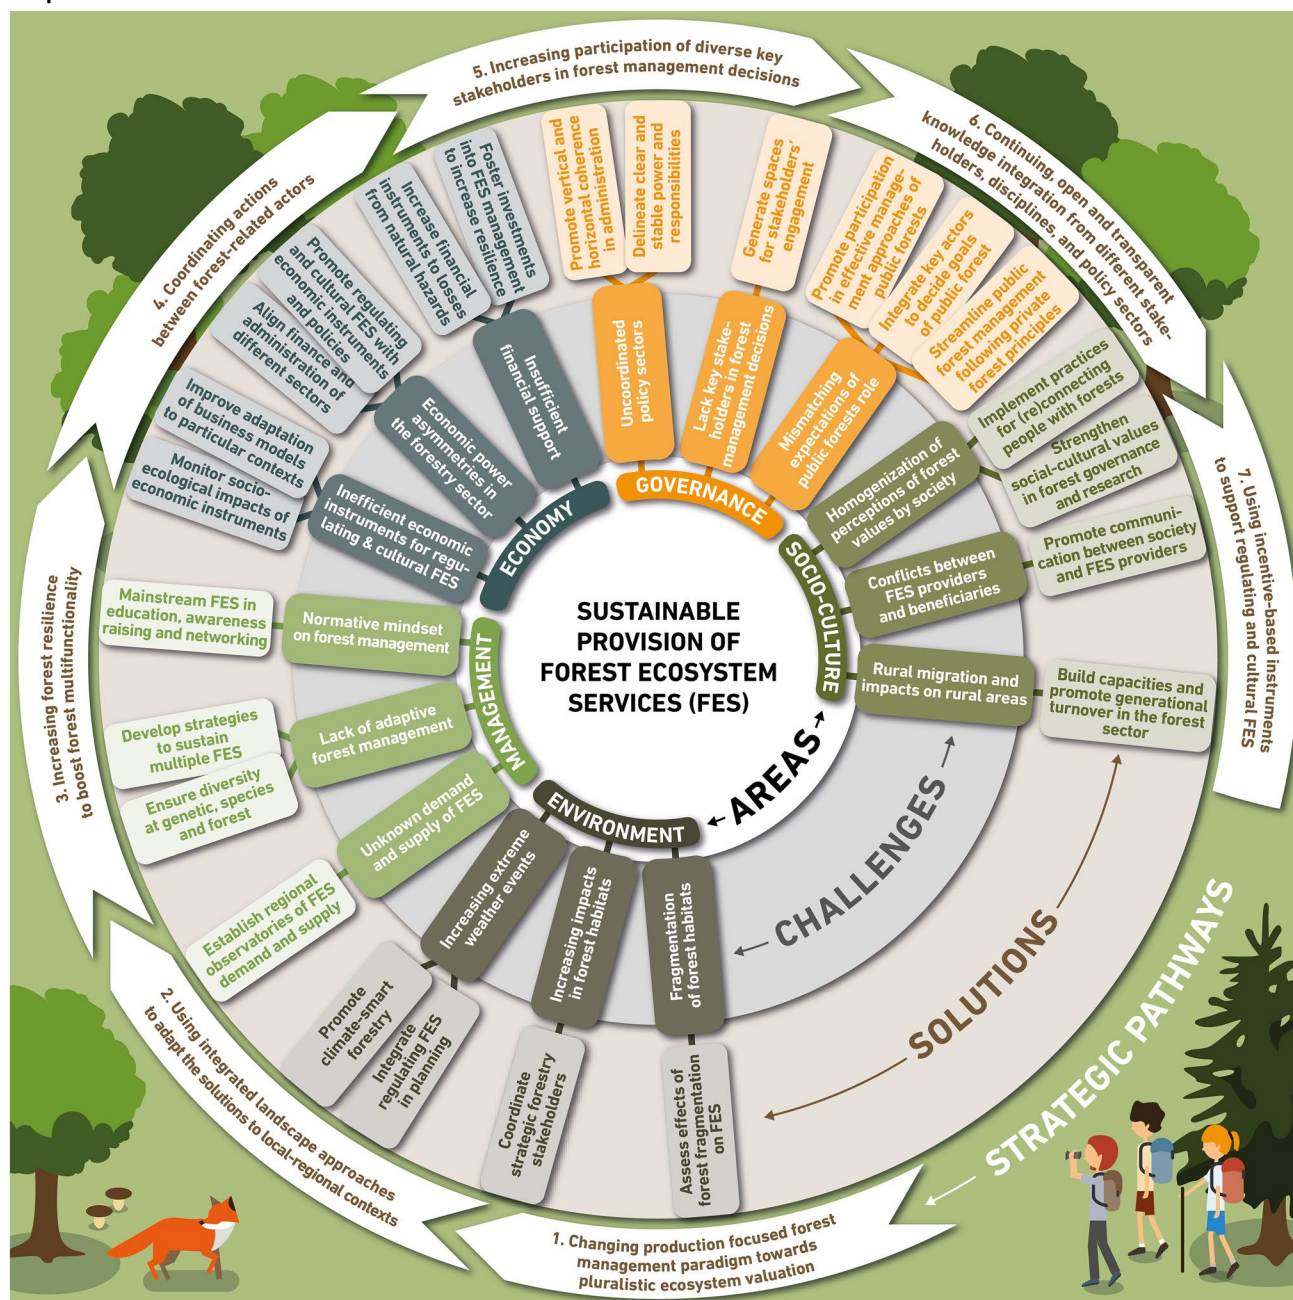 5. Increasing participation of diverse key
stakeholders in forest management decisions
6. Continuing, open and transparent
knowledge integration from different stake-
holders, disciplines, and policy sectors
7. Using incentive-based instruments
to support regulating and cultural FES
4. Coordinating actions
between forest-related actors
3. Increasing forest resilience
to boost forest multifunctionality
2. Using integrated landscape approaches
to adapt the solutions to local-regional contexts
1. Changing production focused forest
management paradigm towards
pluralistic ecosystem valuation
SUSTAINABLE
PROVISION OF
FOREST ECOSYSTEM
SERVICES (FES)
AREAS
CHALLENGES
SOLUTIONS
STRATEGIC PATHWAYS
GOVERNANCE
Uncoordinated
policy sectors
Promote vertical and
horizontal coherence
in administration
Delineate clear and
stable power and
responsibilities
Lack key stake-
holders in forest
management decisions
Generate spaces
for stakeholders'
engagement
Mismatching
expectations of
public forests role
Promote participation
in effective manage-
ment approaches of
public forests
Integrate key actors
to decide goals
of public forest
Streamline public
forest management
following private
forest principles
SOCIO-CULTURE
Homogenization of
perceptions of forest
values by society
Implement practices
for (re)connecting
people with forests
Strengthen
social-cultural values
in forest governance
and research
Conflicts between
FES providers
and beneficiaries
Promote communi-
cation between society
and FES providers
Rural migration and
impacts on rural areas
Build capacities and
promote generational
turnover in the forest
sector
ENVIRONMENT
Fragmentation
of forest habitats
Assess effects of
forest fragmentation
on FES
Increasing impacts
in forest habitats
Coordinate
strategic forestry
stakeholders
Increasing extreme
weather events
Integrate
regulating FES
in planning
Promote
climate-smart
forestry
MANAGEMENT
Unknown demand
and supply of FES
Establish regional
observatories of FES
demand and supply
Lack of adaptive
forest management
Ensure diversity
at genetic, species
and forest
Develop strategies
to sustain
multiple FES
Normative mindset
on forest management
Mainstream FES in
education, awareness
raising and networking
ECONOMY
Inefficient economic
instruments for regu-
lating & cultural FES
Monitor socio-
ecological impacts of
economic instruments
Improve adaptation
of business models
to particular contexts
Economic power
asymmetries in
the forestry sector
Align finance and
administration of
different sectors
Promote regulating
and cultural FES with
economic instruments
and policies
Insufficient
financial support
Increase financial
instruments to losses
from natural hazards
Foster investments
into FES management
to increase resilience